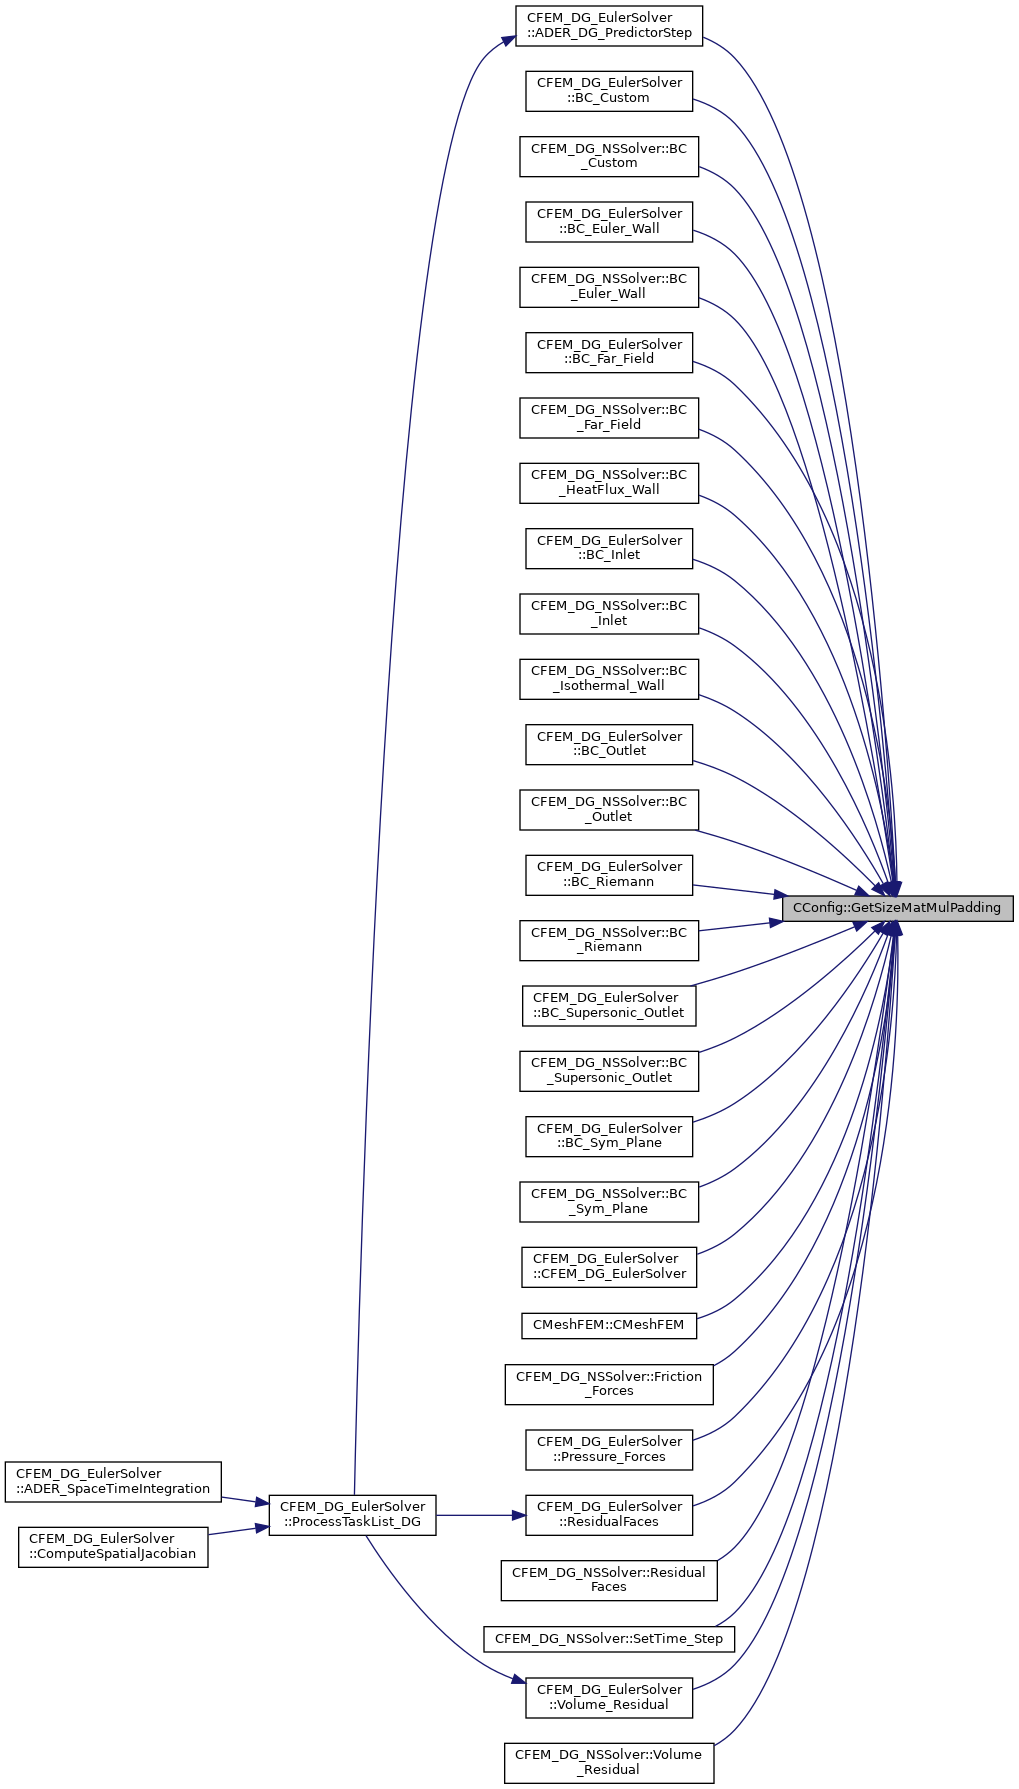 CFEM_DG_EulerSolver
::ADER_DG_PredictorStep
CFEM_DG_EulerSolver
::BC_Custom
CFEM_DG_NSSolver::BC
_Custom
CFEM_DG_EulerSolver
::BC_Euler_Wall
CFEM_DG_NSSolver::BC
_Euler_Wall
CFEM_DG_EulerSolver
::BC_Far_Field
CFEM_DG_NSSolver::BC
_Far_Field
CFEM_DG_NSSolver::BC
_HeatFlux_Wall
CFEM_DG_EulerSolver
::BC_Inlet
CFEM_DG_NSSolver::BC
_Inlet
CFEM_DG_NSSolver::BC
_Isothermal_Wall
CFEM_DG_EulerSolver
::BC_Outlet
CFEM_DG_NSSolver::BC
_Outlet
CFEM_DG_EulerSolver
::BC_Riemann
CConfig::GetSizeMatMulPadding
CFEM_DG_NSSolver::BC
_Riemann
CFEM_DG_EulerSolver
::BC_Supersonic_Outlet
CFEM_DG_NSSolver::BC
_Supersonic_Outlet
CFEM_DG_EulerSolver
::BC_Sym_Plane
CFEM_DG_NSSolver::BC
_Sym_Plane
CFEM_DG_EulerSolver
::CFEM_DG_EulerSolver
CMeshFEM::CMeshFEM
CFEM_DG_NSSolver::Friction
_Forces
CFEM_DG_EulerSolver
::Pressure_Forces
CFEM_DG_EulerSolver
::ADER_SpaceTimeIntegration
CFEM_DG_EulerSolver
::ProcessTaskList_DG
CFEM_DG_EulerSolver
::ResidualFaces
CFEM_DG_EulerSolver
::ComputeSpatialJacobian
CFEM_DG_NSSolver::Residual
Faces
CFEM_DG_NSSolver::SetTime_Step
CFEM_DG_EulerSolver
::Volume_Residual
CFEM_DG_NSSolver::Volume
_Residual